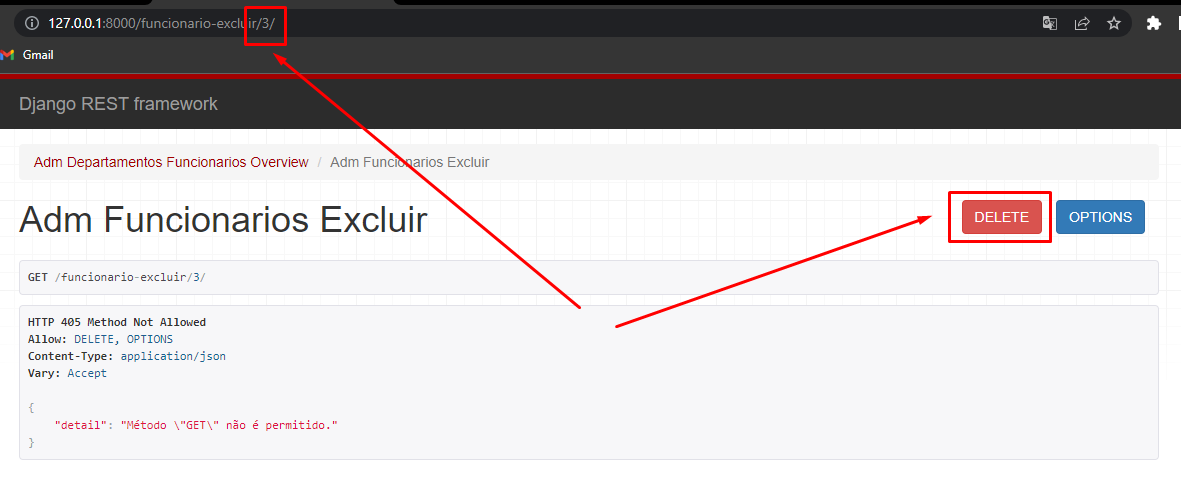 127.0.0.1:8000/funcionario-excluir/3/
Gmail
Django REST framework
Adm Departamentos Funcionarios Overview / Adm Funcionarios Excluir
Adm Funcionarios Excluir
DELETE
OPTIONS
GET /funcionario-excluir/3/
HTTP 405 Method Not Allowed
Allow: DELETE, OPTIONS
Content-Type: application/json
Vary: Accept
{
"detail": "Método \"GET\" não é permitido."
}